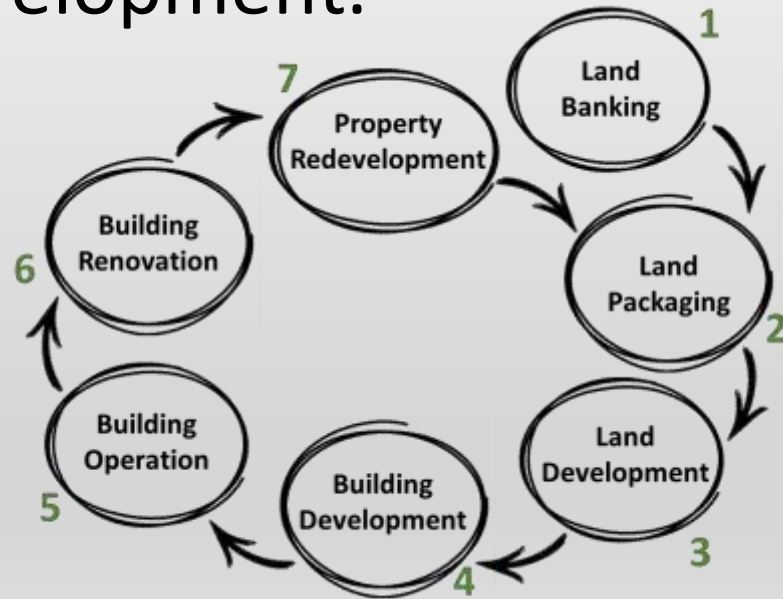 elopment.
1
Land
Banking
2
Land
Packaging
3
Land
Development
4
Building
Development
5
Building
Operation
6
Building
Renovation
7
Property
Redevelopment